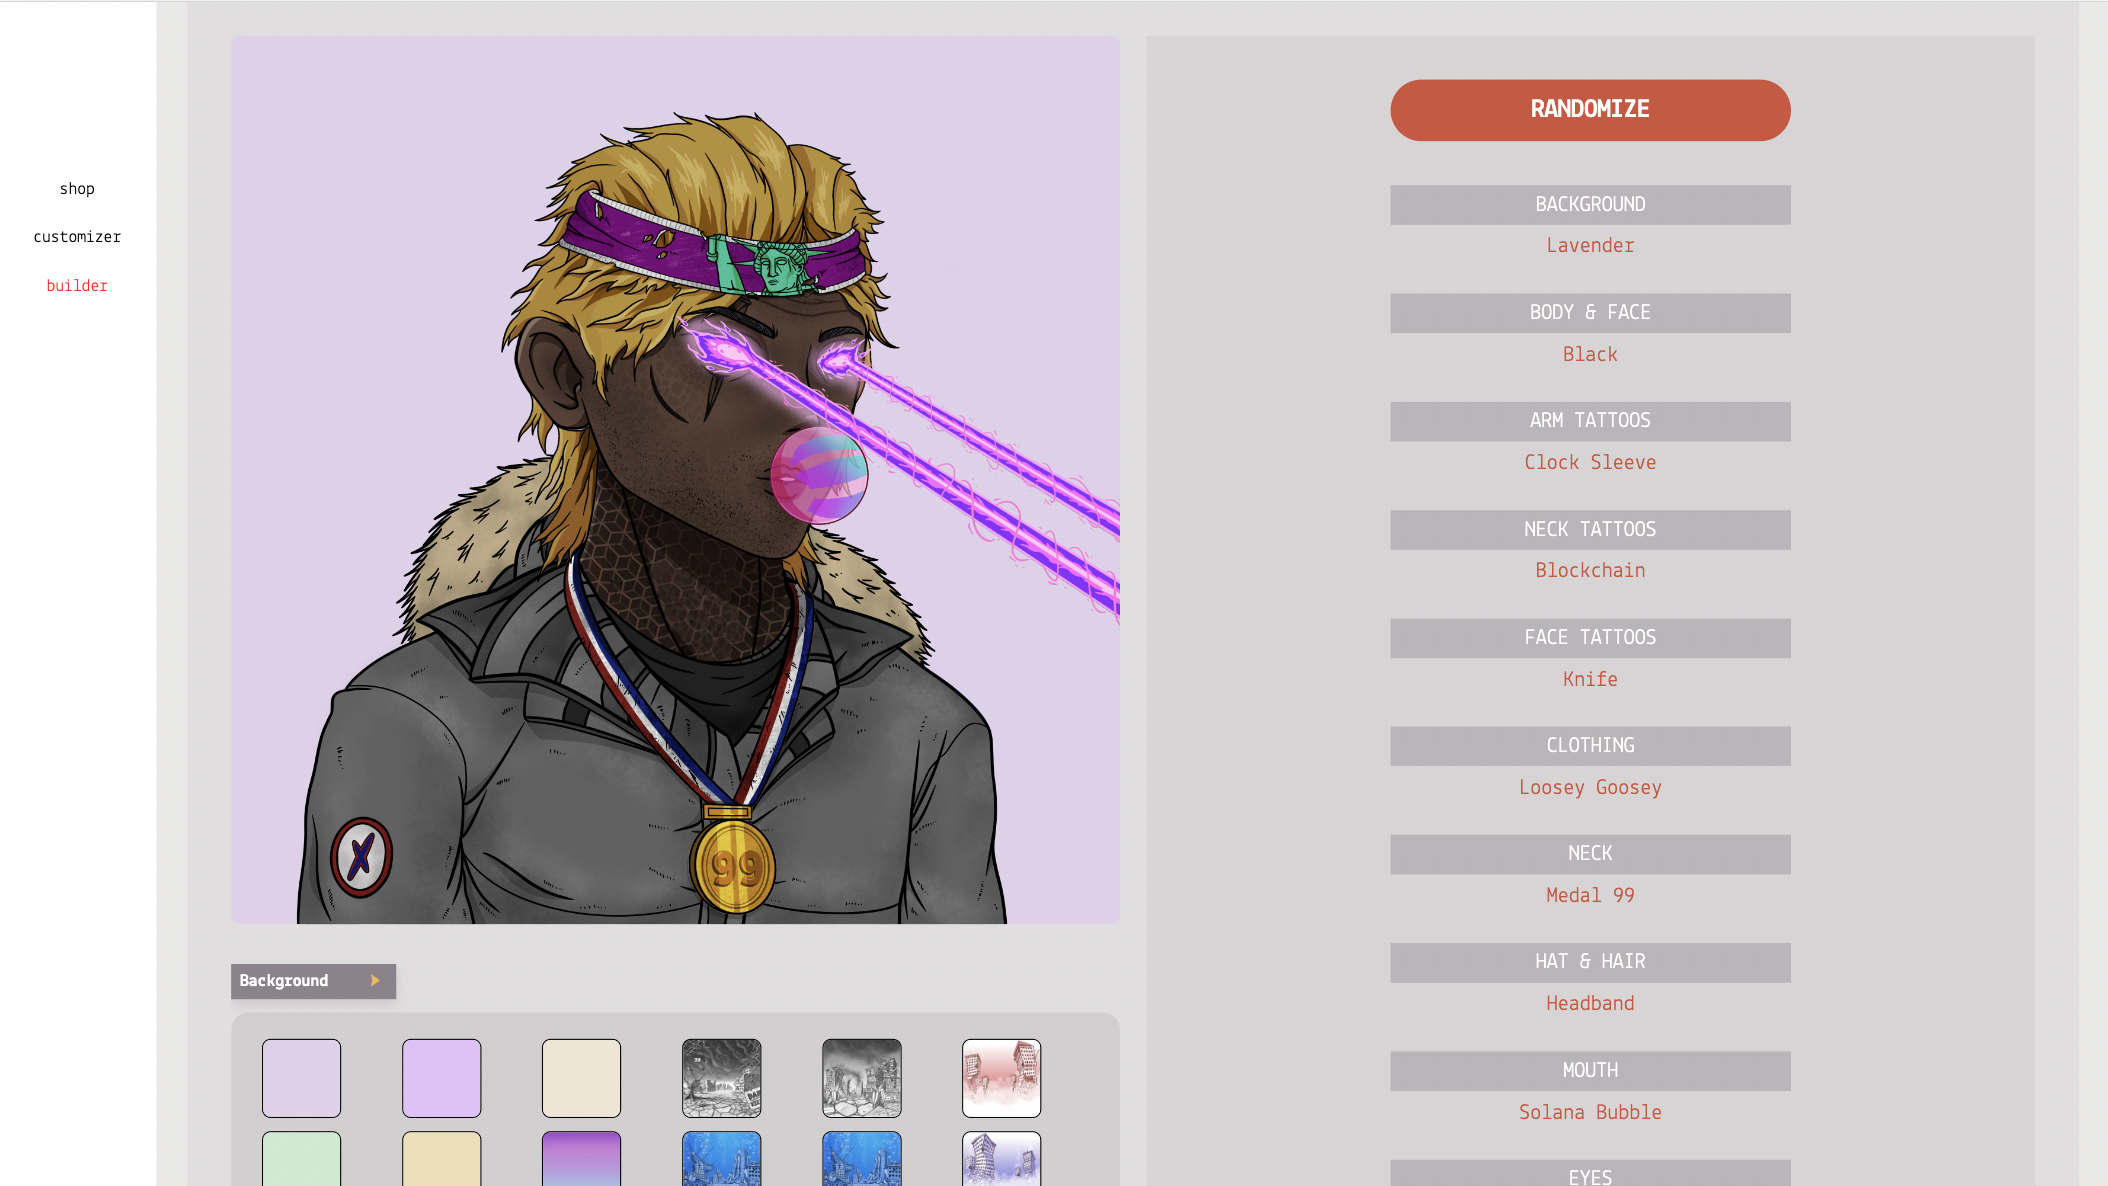 shop
customizer
builder
99
Background
RANDOMIZE
BACKGROUND
Lavender
BODY & FACE
Black
ARM TATTOOS
Clock Sleeve
NECK TATTOOS
Blockchain
FACE TATTOOS
Knife
CLOTHING
Loosey Goosey
NECK
Medal 99
HAT & HAIR
Headband
MOUTH
Solana Bubble
EYES